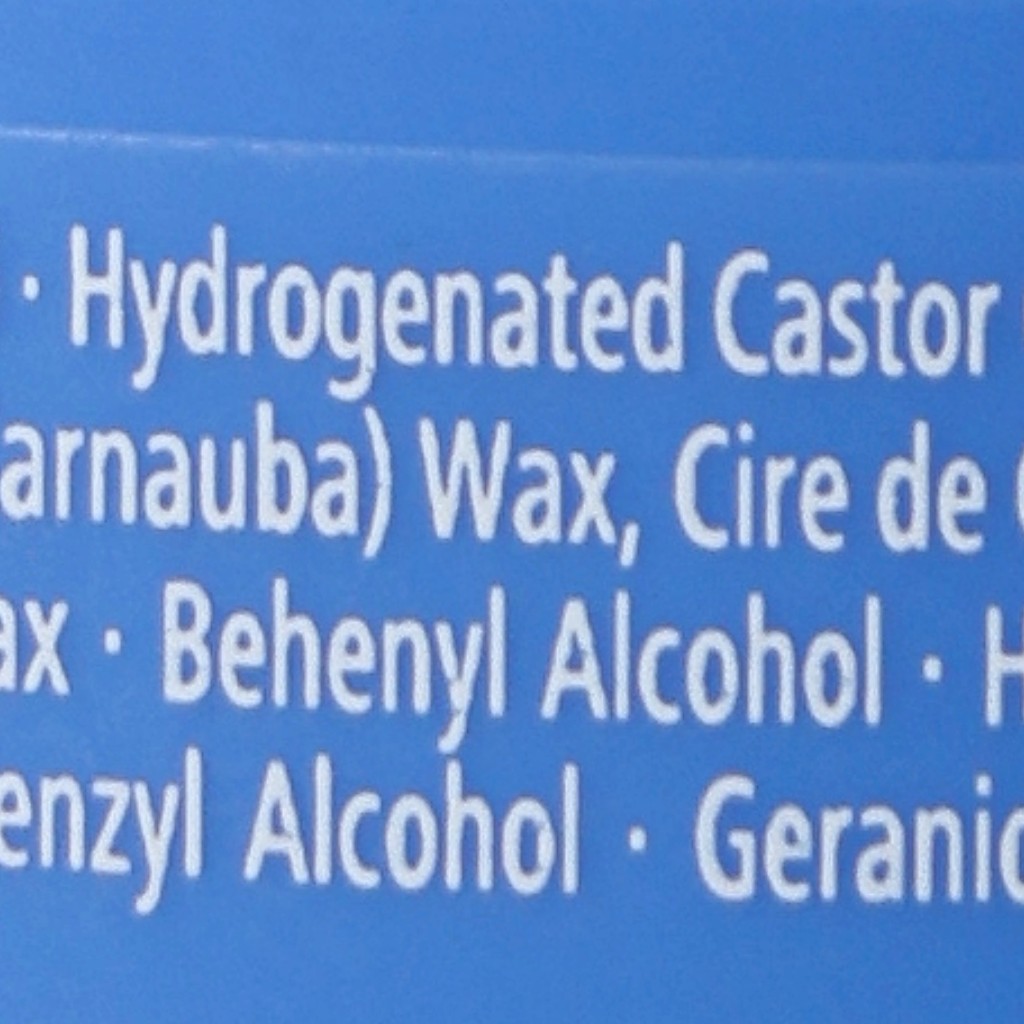 · Hydrogenated Castor
arnauba) Wax, Cire de
ax · Behenyl Alcohol · H
enzyl Alcohol · Geranio